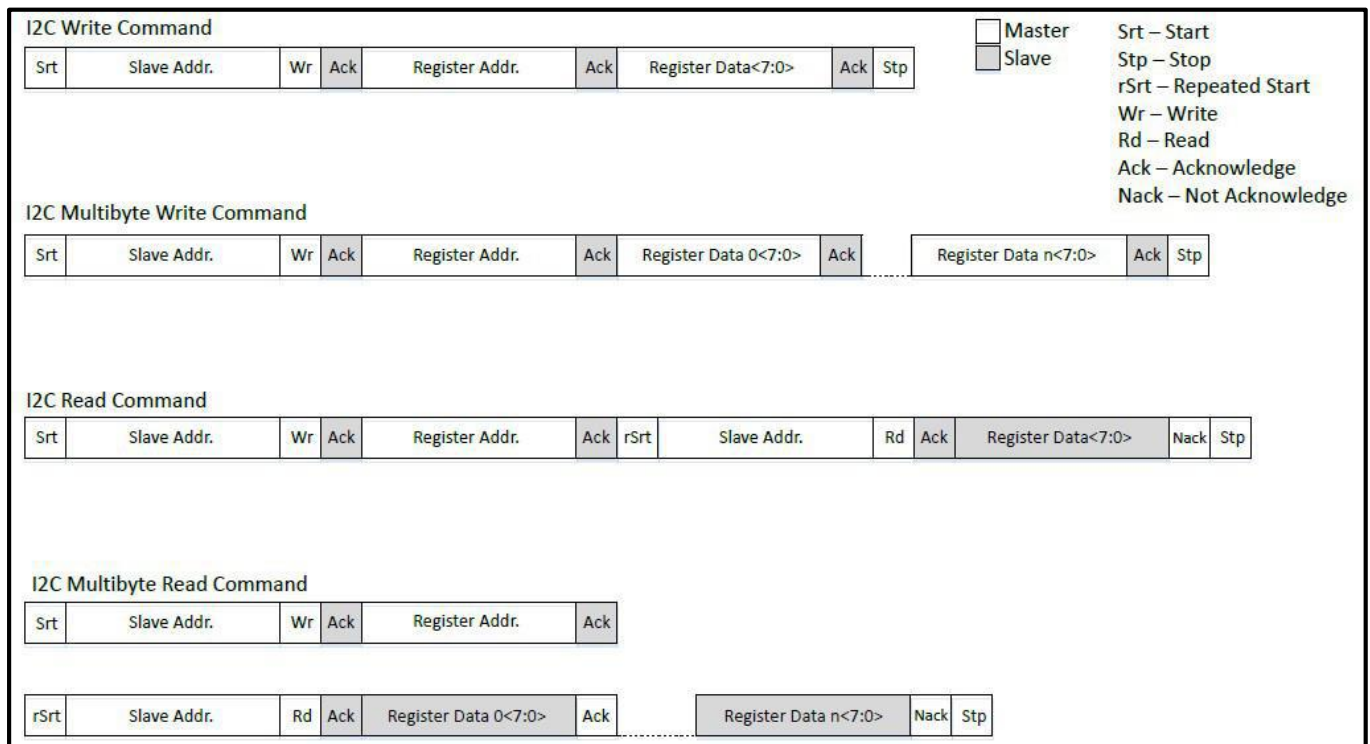 I2C Write Command
Srt Slave Addr. Wr Ack Register Addr. Ack Register Data<7:0> Ack Stp
Master
Slave
Srt – Start
Stp – Stop
rSrt – Repeated Start
Wr – Write
Rd – Read
Ack – Acknowledge
Nack – Not Acknowledge
I2C Multibyte Write Command
Srt Slave Addr. Wr Ack Register Addr. Ack Register Data 0<7:0> Ack Register Data n<7:0> Ack Stp
I2C Read Command
Srt Slave Addr. Wr Ack Register Addr. Ack rSrt Slave Addr. Rd Ack Register Data<7:0> Nack Stp
I2C Multibyte Read Command
Srt Slave Addr. Wr Ack Register Addr. Ack
rSrt Slave Addr. Rd Ack Register Data 0<7:0> Ack Register Data n<7:0> Nack Stp